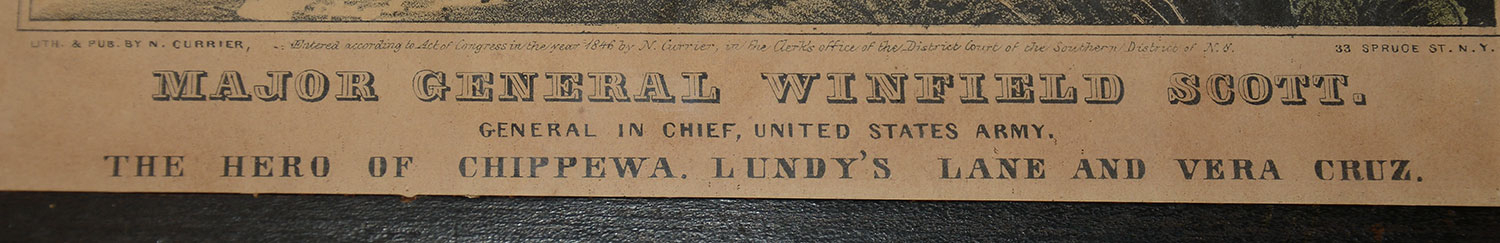 LITH. & PUB. BY N. CURRIER, Entered according to Act of Congress in the year 1846 by N. Currier, in the Clerk's office of the District Court of the Southern District of N.Y. 33 SPRUCE ST. N.Y.
MAJOR GENERAL WINFIELD SCOTT.
GENERAL IN CHIEF, UNITED STATES ARMY.
THE HERO OF CHIPPEWA. LUNDY'S LANE AND VERA CRUZ.